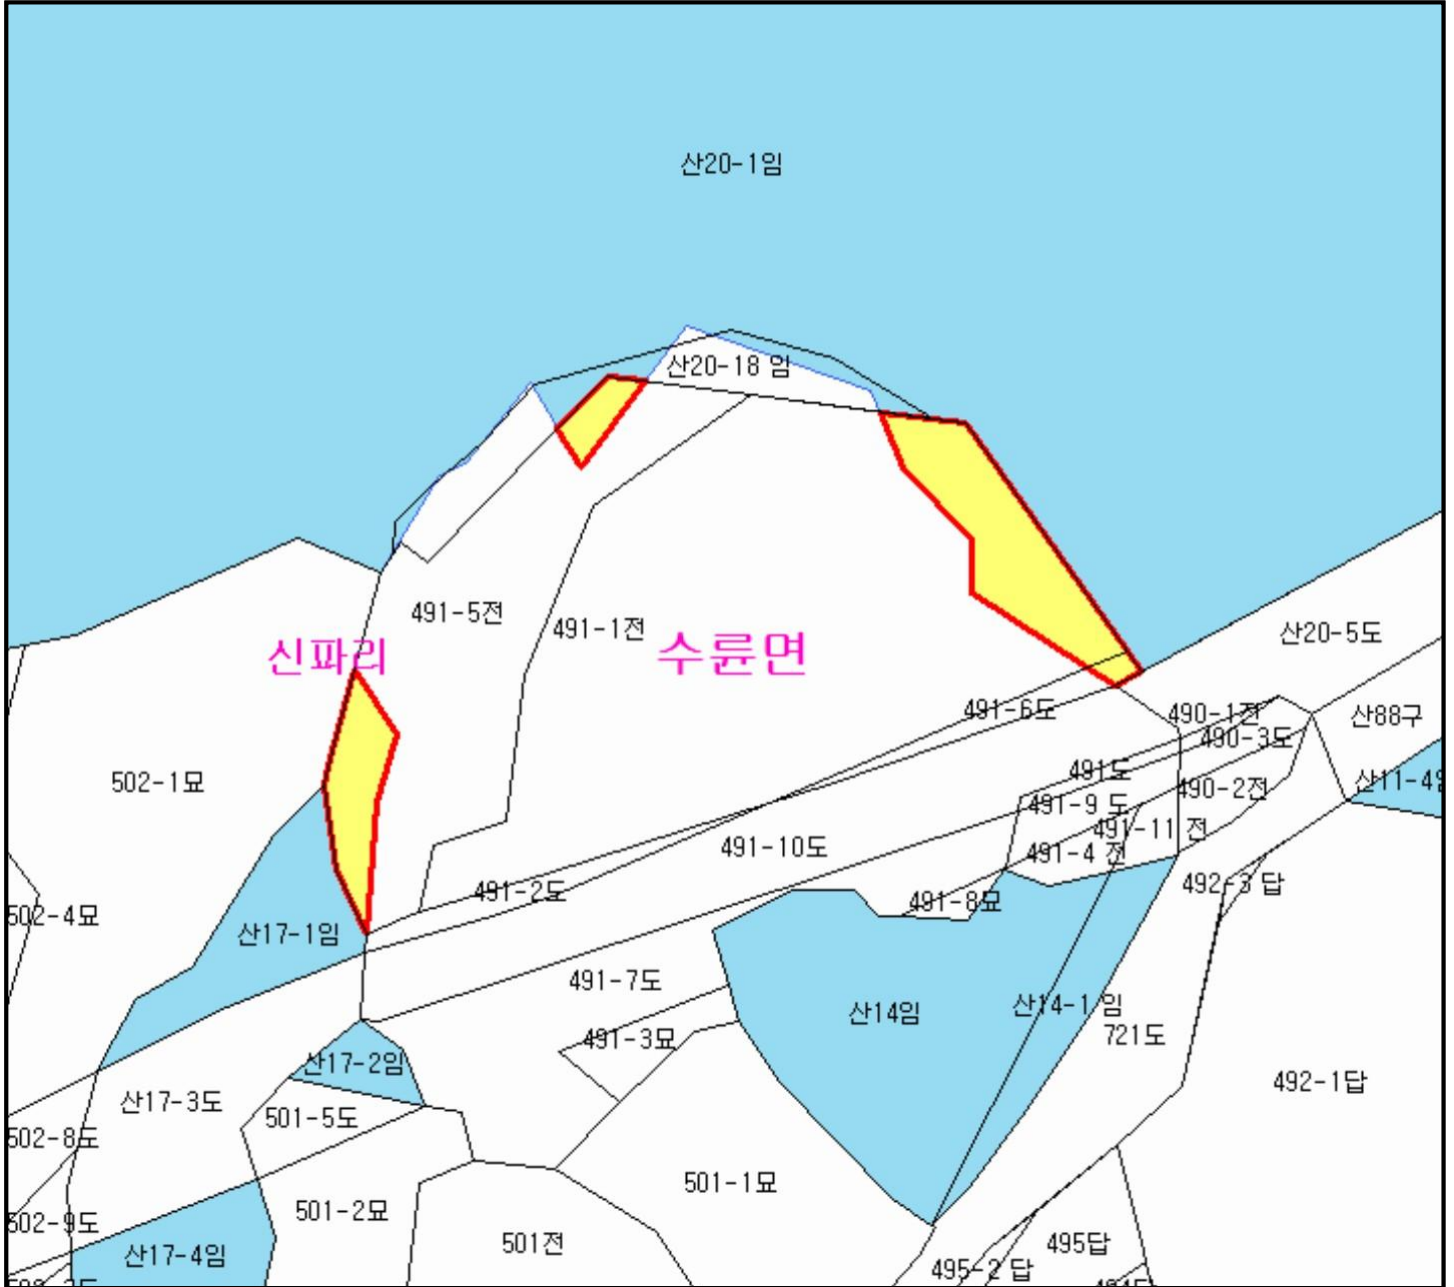 산20-1임
산20-18 임
491-5전
491-1전
신파리
수륜면
산20-5도
491-6도
490-1전
산88구
490-3도
502-1묘
491도
490-2전
산11-4임
491-9 도
491-11 전
491-10도
491-4 전
491-2도
492-3 답
491-8묘
502-4묘
산17-1임
491-7도
산14임
산14-1 임
721도
491-3묘
산17-2임
492-1답
산17-3도
501-5도
502-8도
501-1묘
501-2묘
502-9도
501전
495답
산17-4임
495-2 답